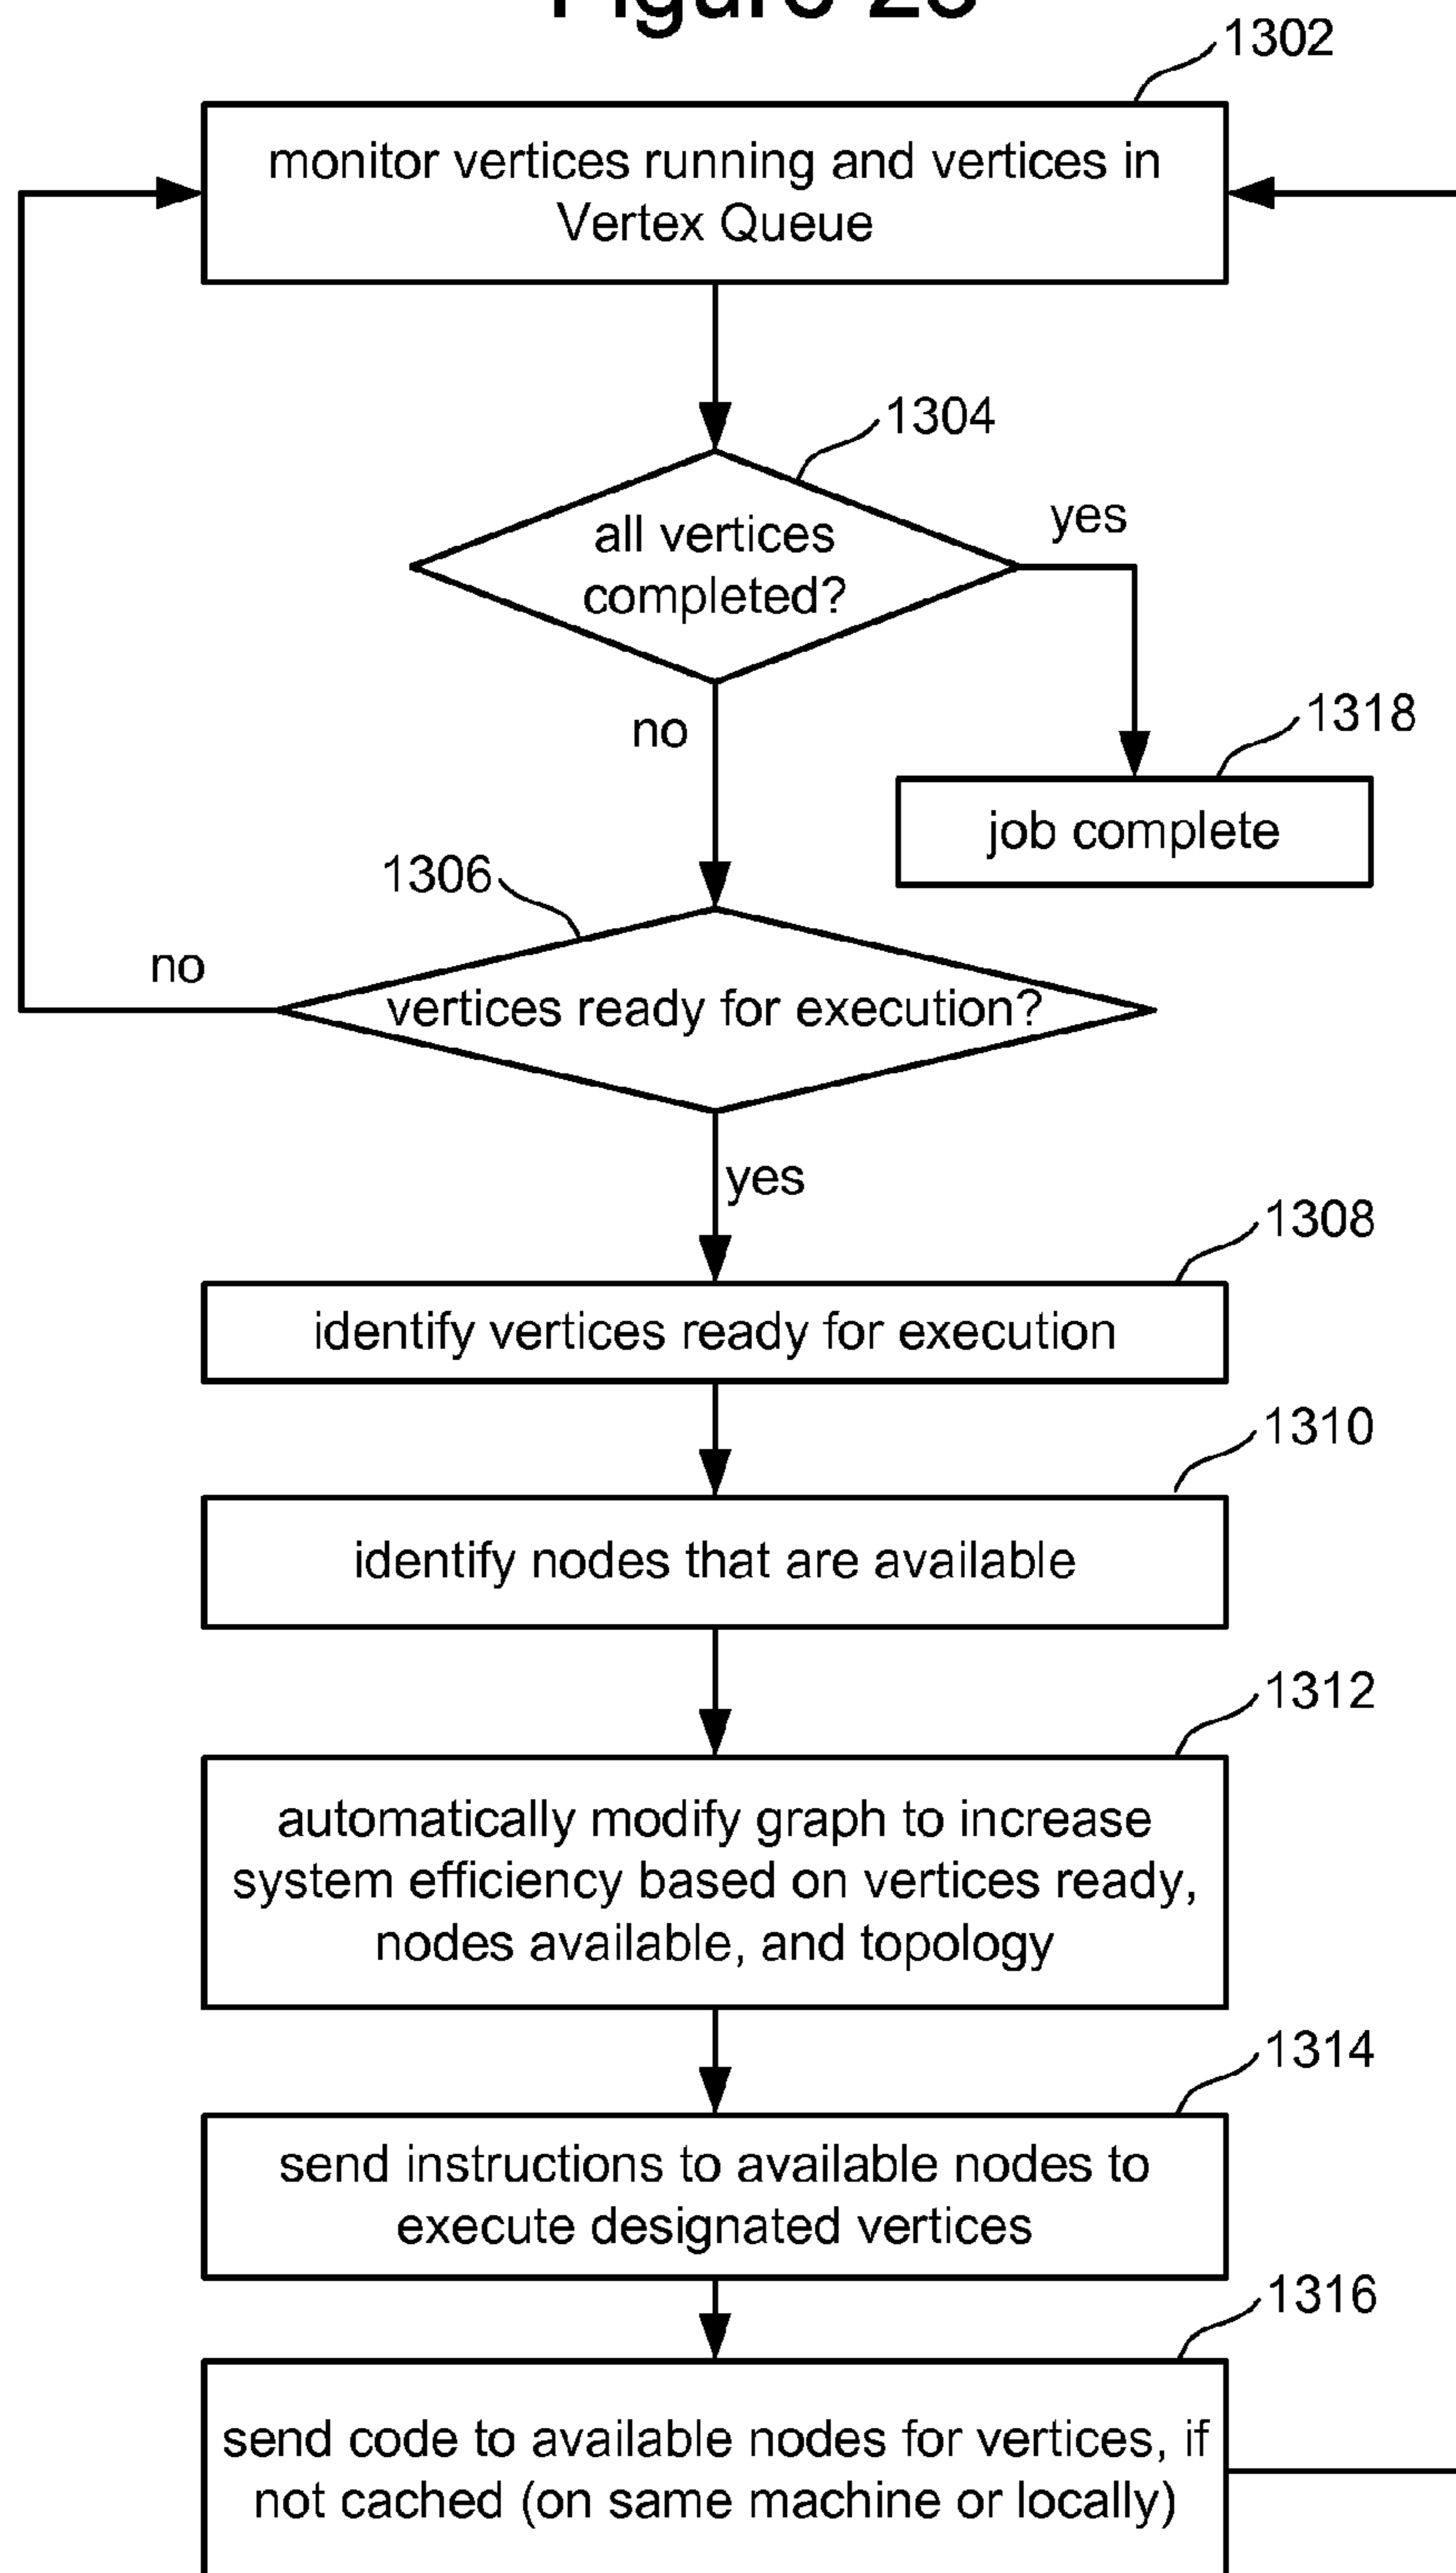 1302
monitor vertices running and vertices in
Vertex Queue
1304
all vertices
completed?
yes
no
1318
job complete
1306
no
vertices ready for execution?
yes
1308
identify vertices ready for execution
1310
identify nodes that are available
1312
automatically modify graph to increase
system efficiency based on vertices ready,
nodes available, and topology
1314
send instructions to available nodes to
execute designated vertices
1316
send code to available nodes for vertices, if
not cached (on same machine or locally)